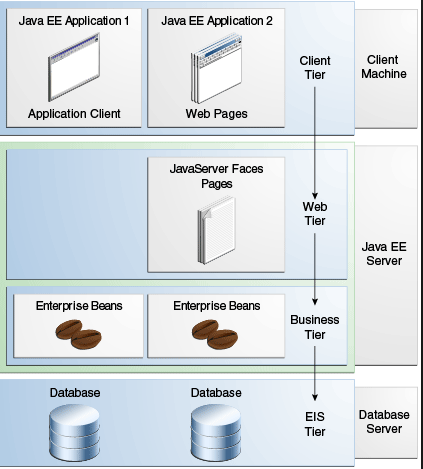 Java EE Application 1
Java EE Application 2
Client
Tier
Client
Machine
Application Client
Web Pages
JavaServer Faces
Pages
Web
Tier
Java EE
Server
Enterprise Beans
Enterprise Beans
Business
Tier
Database
Database
EIS
Tier
Database
Server